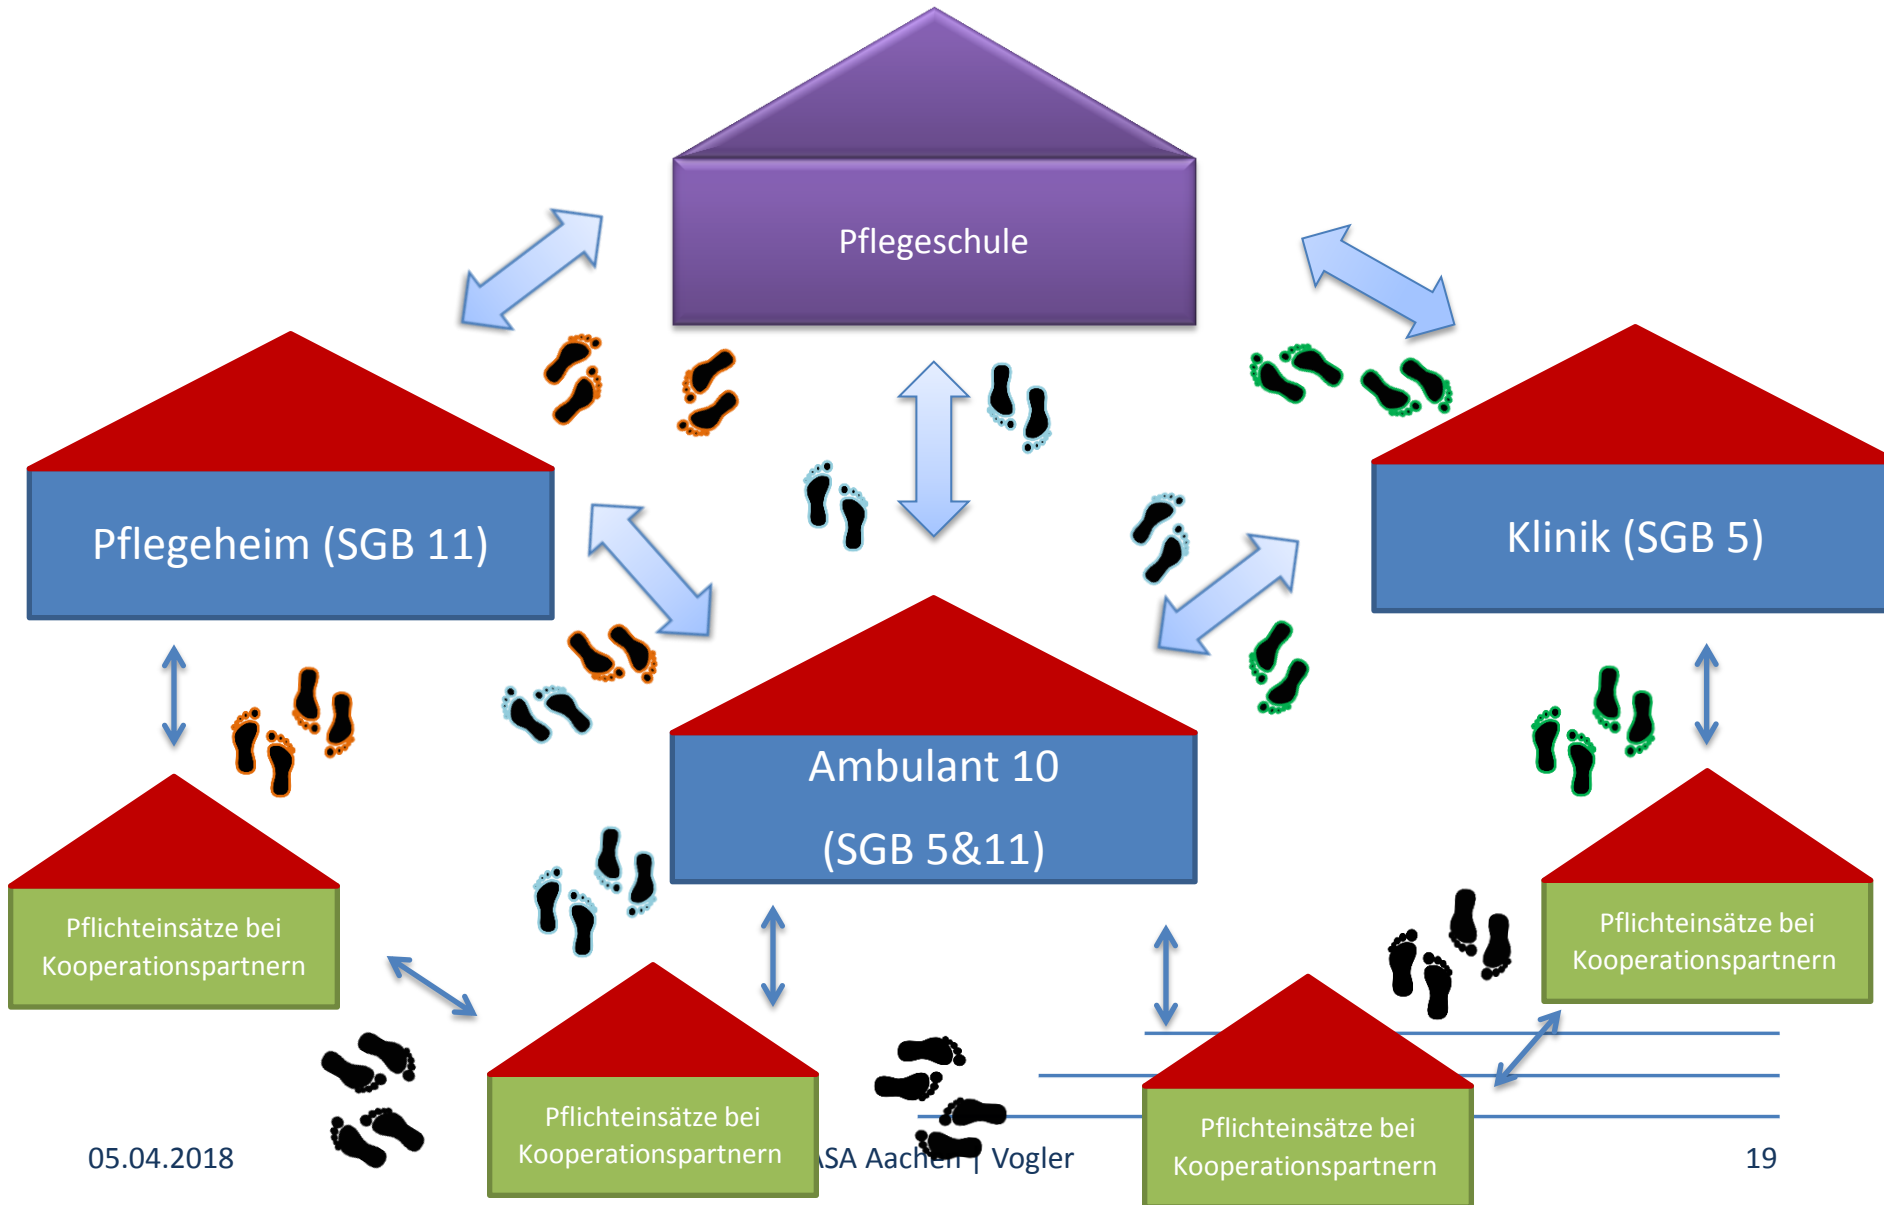 Pflegeschule
Pflegeheim (SGB 11)
Klinik (SGB 5)
Ambulant 10
(SGB 5&11)
Pflichteinsätze bei
Kooperationspartnern
Pflichteinsätze bei
Kooperationspartnern
Pflichteinsätze bei
Kooperationspartnern
Pflichteinsätze bei
Kooperationspartnern
05.04.2018
Aachen | Vogler
19